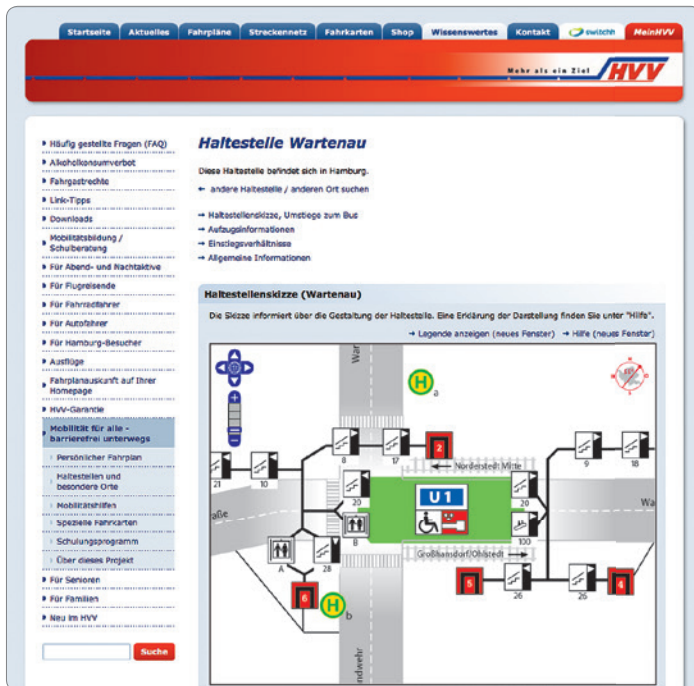 Startseite Aktuelles Fahrpläne Streckennetz Fahrkarten Shop Wissenswertes Kontakt switchh MeinHVV
Mehr als ein Ziel HVV
Häufig gestellte Fragen (FAQ)
Alkoholkonsumverbot
Fahrgastrechte
Link-Tipps
Downloads
Mobilitätsbildung /
Schulberatung
Für Abend- und Nachtaktive
Für Flugreisende
Für Fahrradfahrer
Für Autofahrer
Für Hamburg-Besucher
Ausflüge
Fahrplanauskunft auf Ihrer
Homepage
HVV-Garantie
Mobilität für alle -
barrierefrei unterwegs
Persönlicher Fahrplan
Haltestellen und
besondere Orte
Mobilitätshilfen
Spezielle Fahrkarten
Schulungsprogramm
Über dieses Projekt
Für Senioren
Für Familien
Neu im HVV
Suche
Haltestelle Wartenau
Diese Haltestelle befindet sich in Hamburg.
← andere Haltestelle / anderen Ort suchen
→ Haltestellenskizze, Umstiege zum Bus
→ Aufzugsinformationen
→ Einstiegsverhältnisse
→ Allgemeine Informationen
Haltestellenskizze (Wartenau)
Die Skizze informiert über die Gestaltung der Haltestelle. Eine Erklärung der Darstellung finden Sie unter "Hilfe".
→ Legende anzeigen (neues Fenster) → Hilfe (neues Fenster)
War
H a
2
8 17
9 18
21 10
Norderstedt Mitte
20
U1
20
Wa
aße
B
100
Großhansdorf/Ohlstedt
A 28
6
H b
5 26 26 4
ndwehr